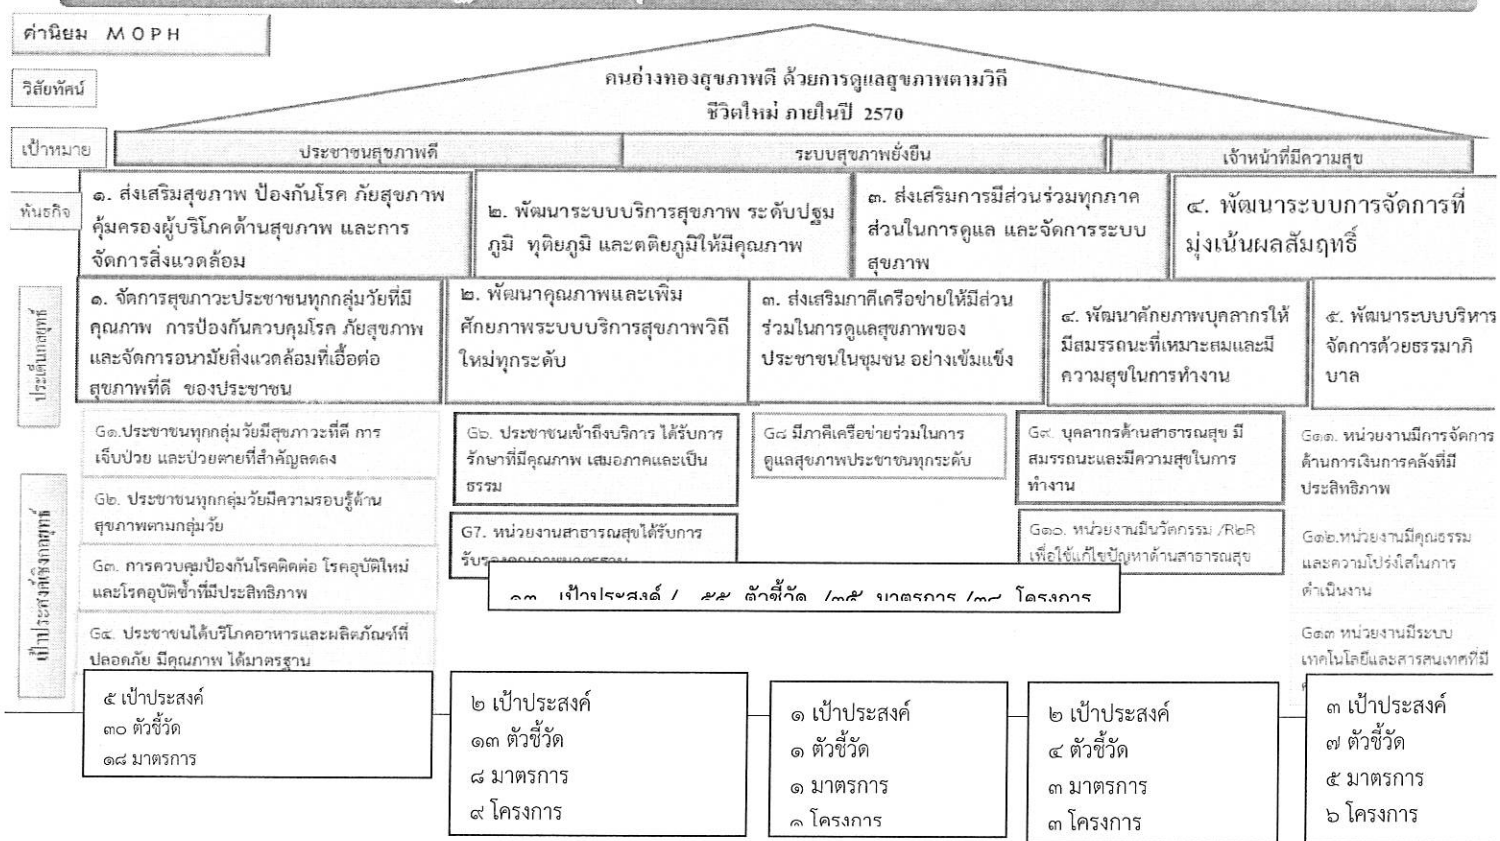 ค่านิยม MOPH
วิสัยทัศน์
คนอ่างทองสุขภาพดี ด้วยการดูแลสุขภาพตามวิถี
ชีวิตใหม่ ภายในปี 2570
เป้าหมาย
ประชาชนสุขภาพดี
ระบบสุขภาพยั่งยืน
เจ้าหน้าที่มีความสุข
พันธกิจ
๑. ส่งเสริมสุขภาพ ป้องกันโรค ภัยสุขภาพ
คุ้มครองผู้บริโภคด้านสุขภาพ และการ
จัดการสิ่งแวดล้อม
๒. พัฒนาระบบบริการสุขภาพ ระดับปฐม
ภูมิ ทุติยภูมิ และตติยภูมิให้มีคุณภาพ
๓. ส่งเสริมการมีส่วนร่วมทุกภาค
ส่วนในการดูแล และจัดการระบบ
สุขภาพ
๔. พัฒนาระบบการจัดการที่
มุ่งเน้นผลสัมฤทธิ์
ประเด็นกลยุทธ์
๑. จัดการสุขภาวะประชาชนทุกกลุ่มวัยที่มี
คุณภาพ การป้องกันควบคุมโรค ภัยสุขภาพ
และจัดการอนามัยสิ่งแวดล้อมที่เอื้อต่อ
สุขภาพที่ดี ของประชาชน
๒. พัฒนาคุณภาพและเพิ่ม
ศักยภาพระบบบริการสุขภาพวิถี
ใหม่ทุกระดับ
๓. ส่งเสริมภาคีเครือข่ายให้มีส่วน
ร่วมในการดูแลสุขภาพของ
ประชาชนในชุมชน อย่างเข้มแข็ง
๔. พัฒนาศักยภาพบุคลากรให้
มีสมรรถนะที่เหมาะสมและมี
ความสุขในการทำงาน
๕. พัฒนาระบบบริหาร
จัดการด้วยธรรมาภิ
บาล
เป้าประสงค์เชิงกลยุทธ์
G๑.ประชาชนทุกกลุ่มวัยมีสุขภาวะที่ดี การ
เจ็บป่วย และป่วยตายที่สำคัญลดลง
G๒. ประชาชนทุกกลุ่มวัยมีความรอบรู้ด้าน
สุขภาพตามกลุ่มวัย
G๓. การควบคุมป้องกันโรคติดต่อ โรคอุบัติใหม่
และโรคอุบัติซ้ำที่มีประสิทธิภาพ
G๔. ประชาชนได้บริโภคอาหารและผลิตภัณฑ์ที่
ปลอดภัย มีคุณภาพ ได้มาตรฐาน
G๖. ประชาชนเข้าถึงบริการ ได้รับการ
รักษาที่มีคุณภาพ เสมอภาคและเป็น
ธรรม
G7. หน่วยงานสาธารณสุขได้รับการ
รับรองคุณภาพมาตรฐาน
G๘ มีภาคีเครือข่ายร่วมในการ
ดูแลสุขภาพประชาชนทุกระดับ
G๙. บุคลากรด้านสาธารณสุข มี
สมรรถนะและมีความสุขในการ
ทำงาน
G๑๐. หน่วยงานมีนวัตกรรม /R๒R
เพื่อใช้แก้ไขปัญหาด้านสาธารณสุข
G๑๑. หน่วยงานมีการจัดการ
ด้านการเงินการคลังที่มี
ประสิทธิภาพ
G๑๒.หน่วยงานมีคุณธรรม
และความโปร่งใสในการ
ดำเนินงาน
G๑๓ หน่วยงานมีระบบ
เทคโนโลยีและสารสนเทศที่มี
๑๓ เป้าประสงค์ / ๕๕ ตัวชี้วัด /๓๕ มาตรการ /๓๘ โครงการ
๕ เป้าประสงค์
๓๐ ตัวชี้วัด
๑๘ มาตรการ
๒ เป้าประสงค์
๑๓ ตัวชี้วัด
๘ มาตรการ
๙ โครงการ
๑ เป้าประสงค์
๑ ตัวชี้วัด
๑ มาตรการ
๑ โครงการ
๒ เป้าประสงค์
๔ ตัวชี้วัด
๓ มาตรการ
๓ โครงการ
๓ เป้าประสงค์
๗ ตัวชี้วัด
๕ มาตรการ
๖ โครงการ